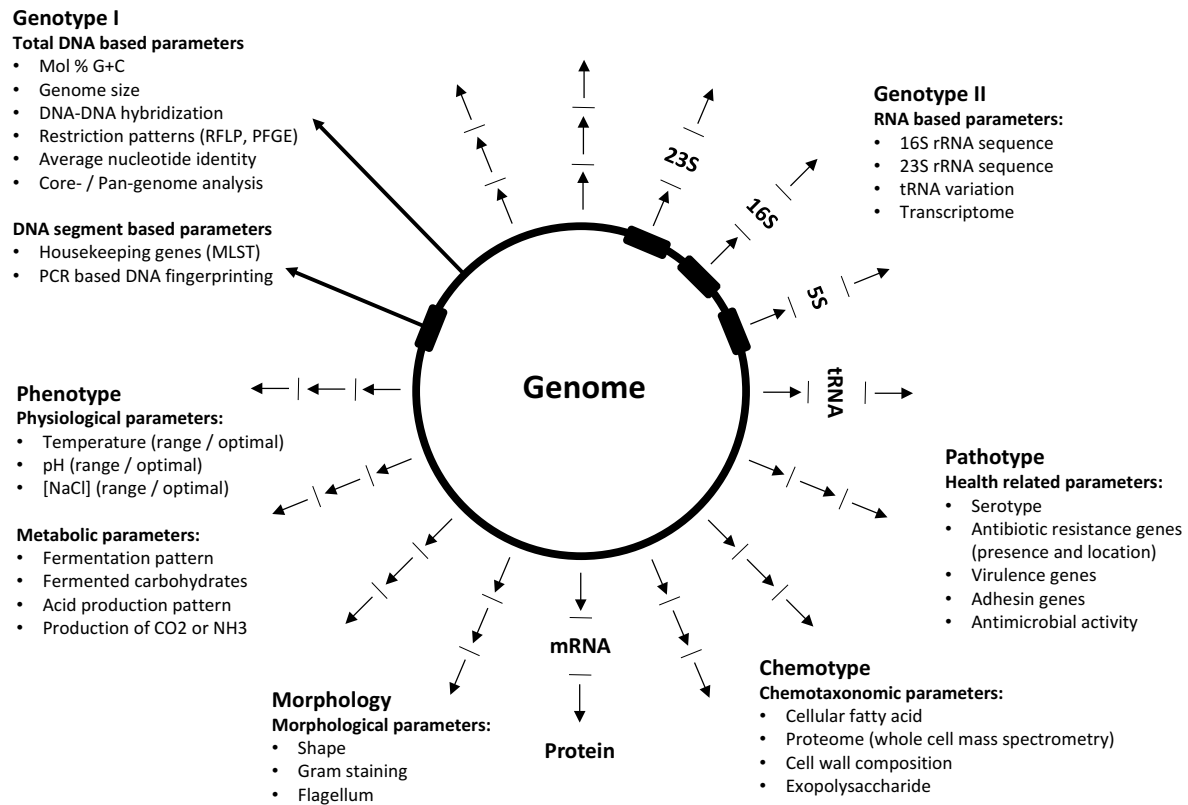 Genotype I
Total DNA based parameters
• Mol % G+C
• Genome size
• DNA-DNA hybridization
• Restriction patterns (RFLP, PFGE)
• Average nucleotide identity
• Core- / Pan-genome analysis
DNA segment based parameters
• Housekeeping genes (MLST)
• PCR based DNA fingerprinting
Genotype II
RNA based parameters:
• 16S rRNA sequence
• 23S rRNA sequence
• tRNA variation
• Transcriptome
23S
16S
5S
tRNA
Genome
Phenotype
Physiological parameters:
• Temperature (range / optimal)
• pH (range / optimal)
• [NaCl] (range / optimal)
Metabolic parameters:
• Fermentation pattern
• Fermented carbohydrates
• Acid production pattern
• Production of CO2 or NH3
Pathotype
Health related parameters:
• Serotype
• Antibiotic resistance genes
(presence and location)
• Virulence genes
• Adhesin genes
• Antimicrobial activity
mRNA
Protein
Morphology
Morphological parameters:
• Shape
• Gram staining
• Flagellum
Chemotype
Chemotaxonomic parameters:
• Cellular fatty acid
• Proteome (whole cell mass spectrometry)
• Cell wall composition
• Exopolysaccharide